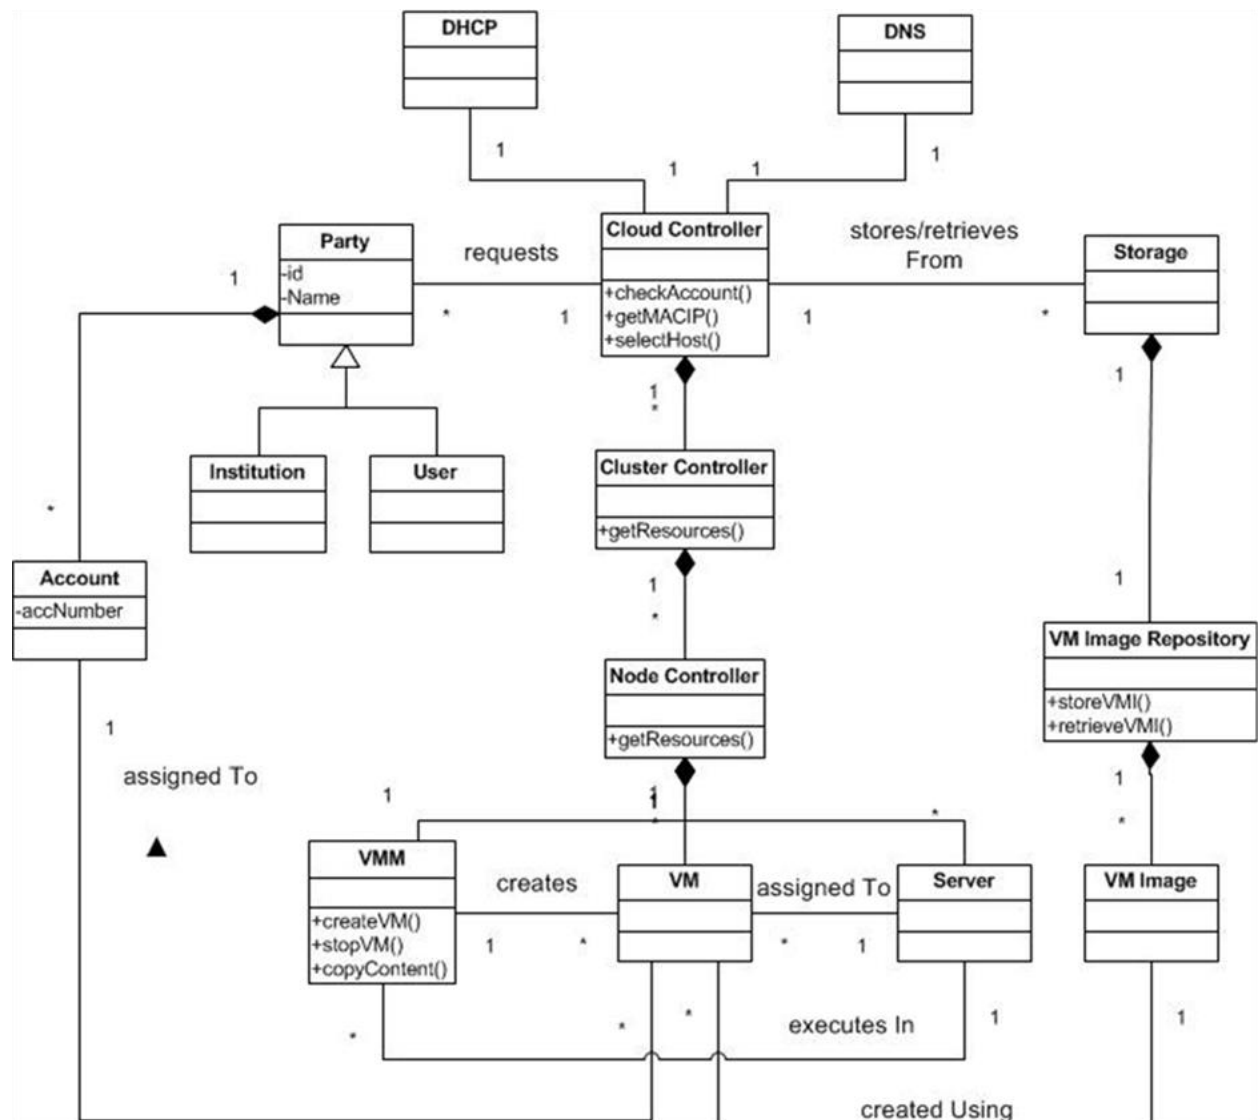 DHCP
DNS
1
1
1
1
Party
-id
-Name
requests
Cloud Controller
+checkAccount()
+getMACIP()
+selectHost()
stores/retrieves
From
Storage
1
*
1
1
*
1
1
*
Institution
User
Cluster Controller
+getResources()
*
Account
-accNumber
1
*
1
Node Controller
+getResources()
VM Image Repository
+storeVMI()
+retrieveVMI()
1
assigned To
1
1
1
*
*
1
*
VMM
+createVM()
+stopVM()
+copyContent()
creates
VM
assigned To
Server
VM Image
1
*
*
1
*
*
*
executes In
1
1
created Using